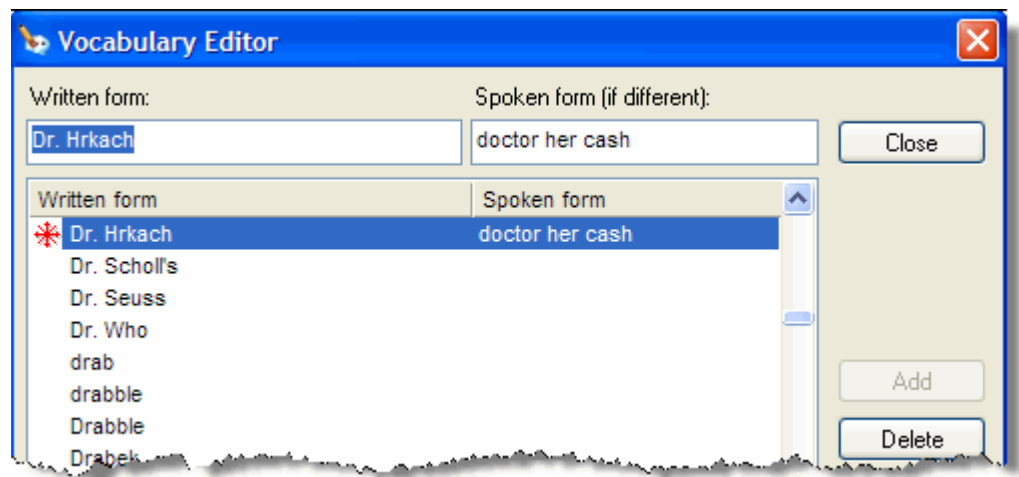 Vocabulary Editor
Written form: Spoken form (if different):
Dr. Hrkach doctor her cash Close
Written form Spoken form
Dr. Hrkach doctor her cash
Dr. Scholl's
Dr. Seuss
Dr. Who
drab
drabble Add
Drabble Delete
Drabek